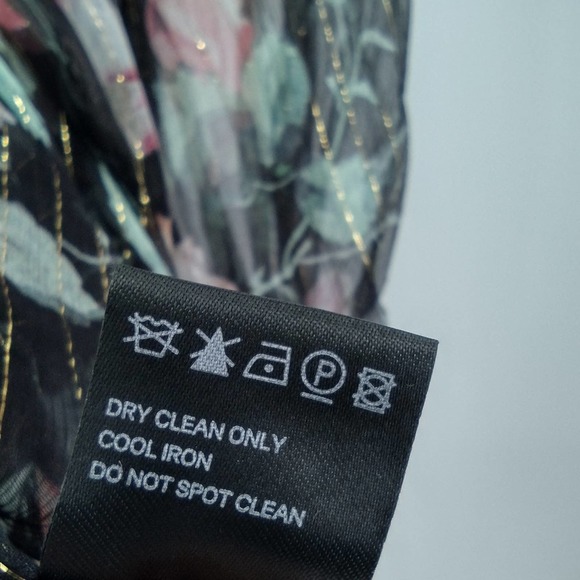 P
DRY CLEAN ONLY
COOL IRON
DO NOT SPOT CLEAN